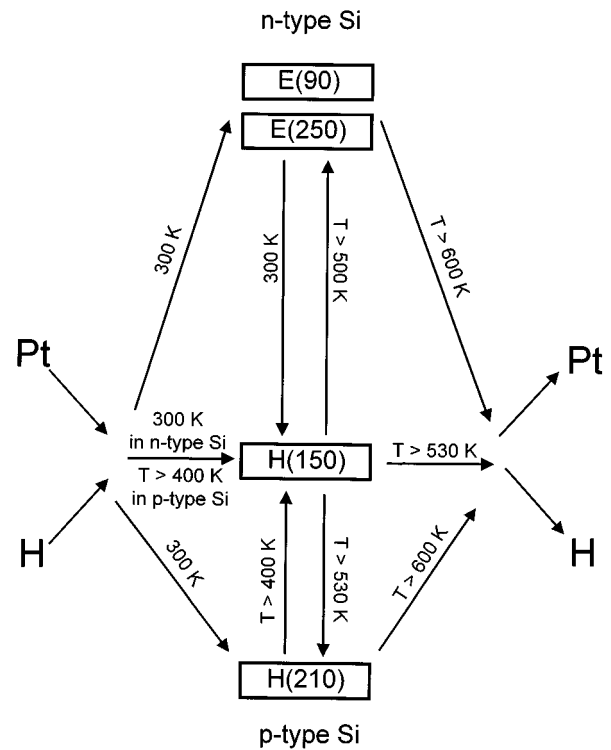 n-type Si
E(90)
E(250)
300 K
300 K
T > 500 K
T > 600 K
Pt
Pt
300 K
in n-type Si
T > 400 K
in p-type Si
H(150)
T > 530 K
H
H
300 K
T > 400 K
T > 530 K
T > 600 K
H(210)
p-type Si